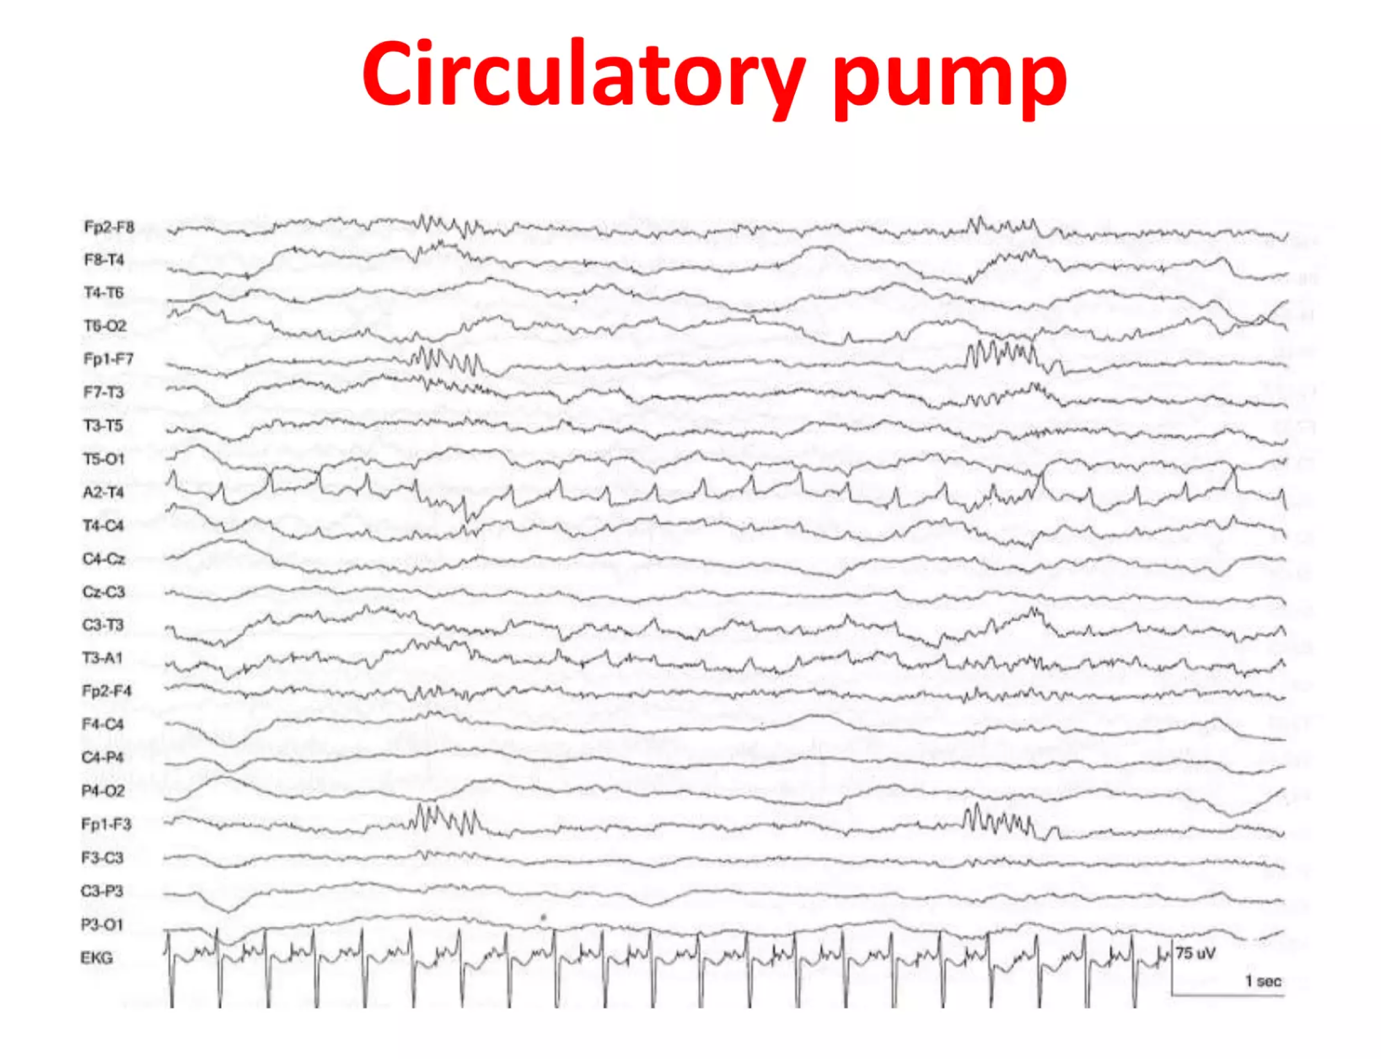 Circulatory pump
Fp2-F8
F8-T4
T4-T6
T6-O2
Fp1-F7
F7-T3
T3-T5
T5-O1
A2-T4
T4-C4
C4-Cz
Cz-C3
C3-T3
T3-A1
Fp2-F4
F4-C4
C4-P4
P4-O2
Fp1-F3
F3-C3
C3-P3
P3-O1
EKG
75 uV
1 sec